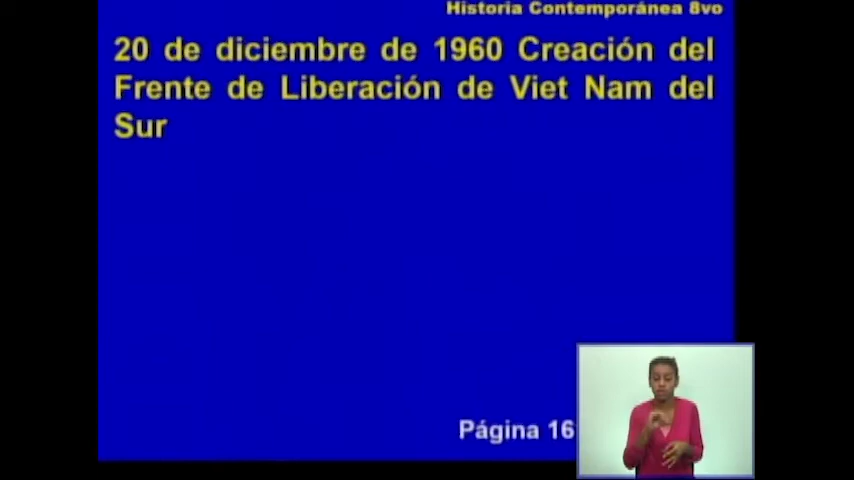 Historia Contemporánea 8vo
20 de diciembre de 1960 Creación del
Frente de Liberación de Viet Nam del
Sur
Página